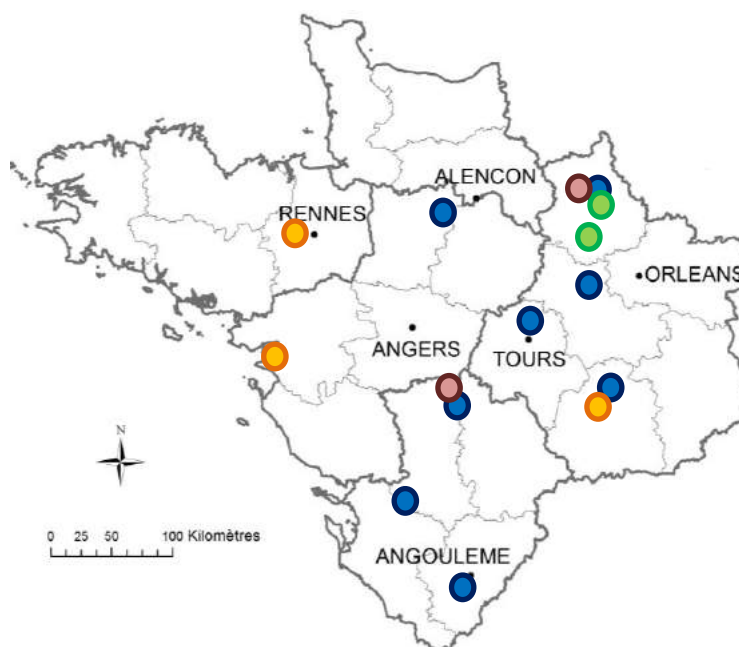 ALENCON
RENNES
ORLEANS
ANGERS
TOURS
N
0 25 50 100 Kilomètres
ANGOULEME